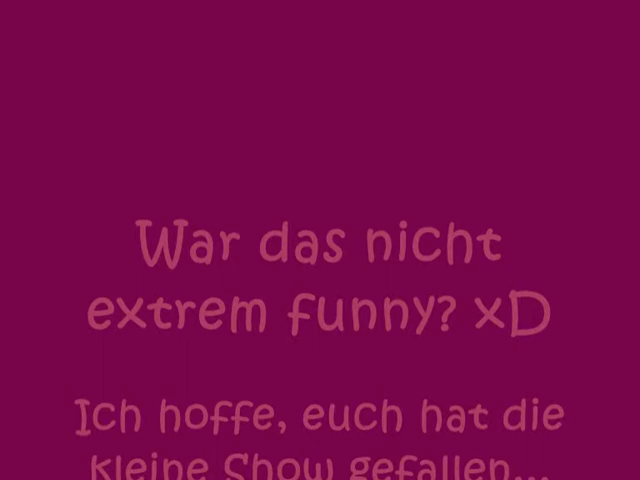 War das nicht
extrem funny? xD
Ich hoffe, euch hat die
kleine Show gefallen...